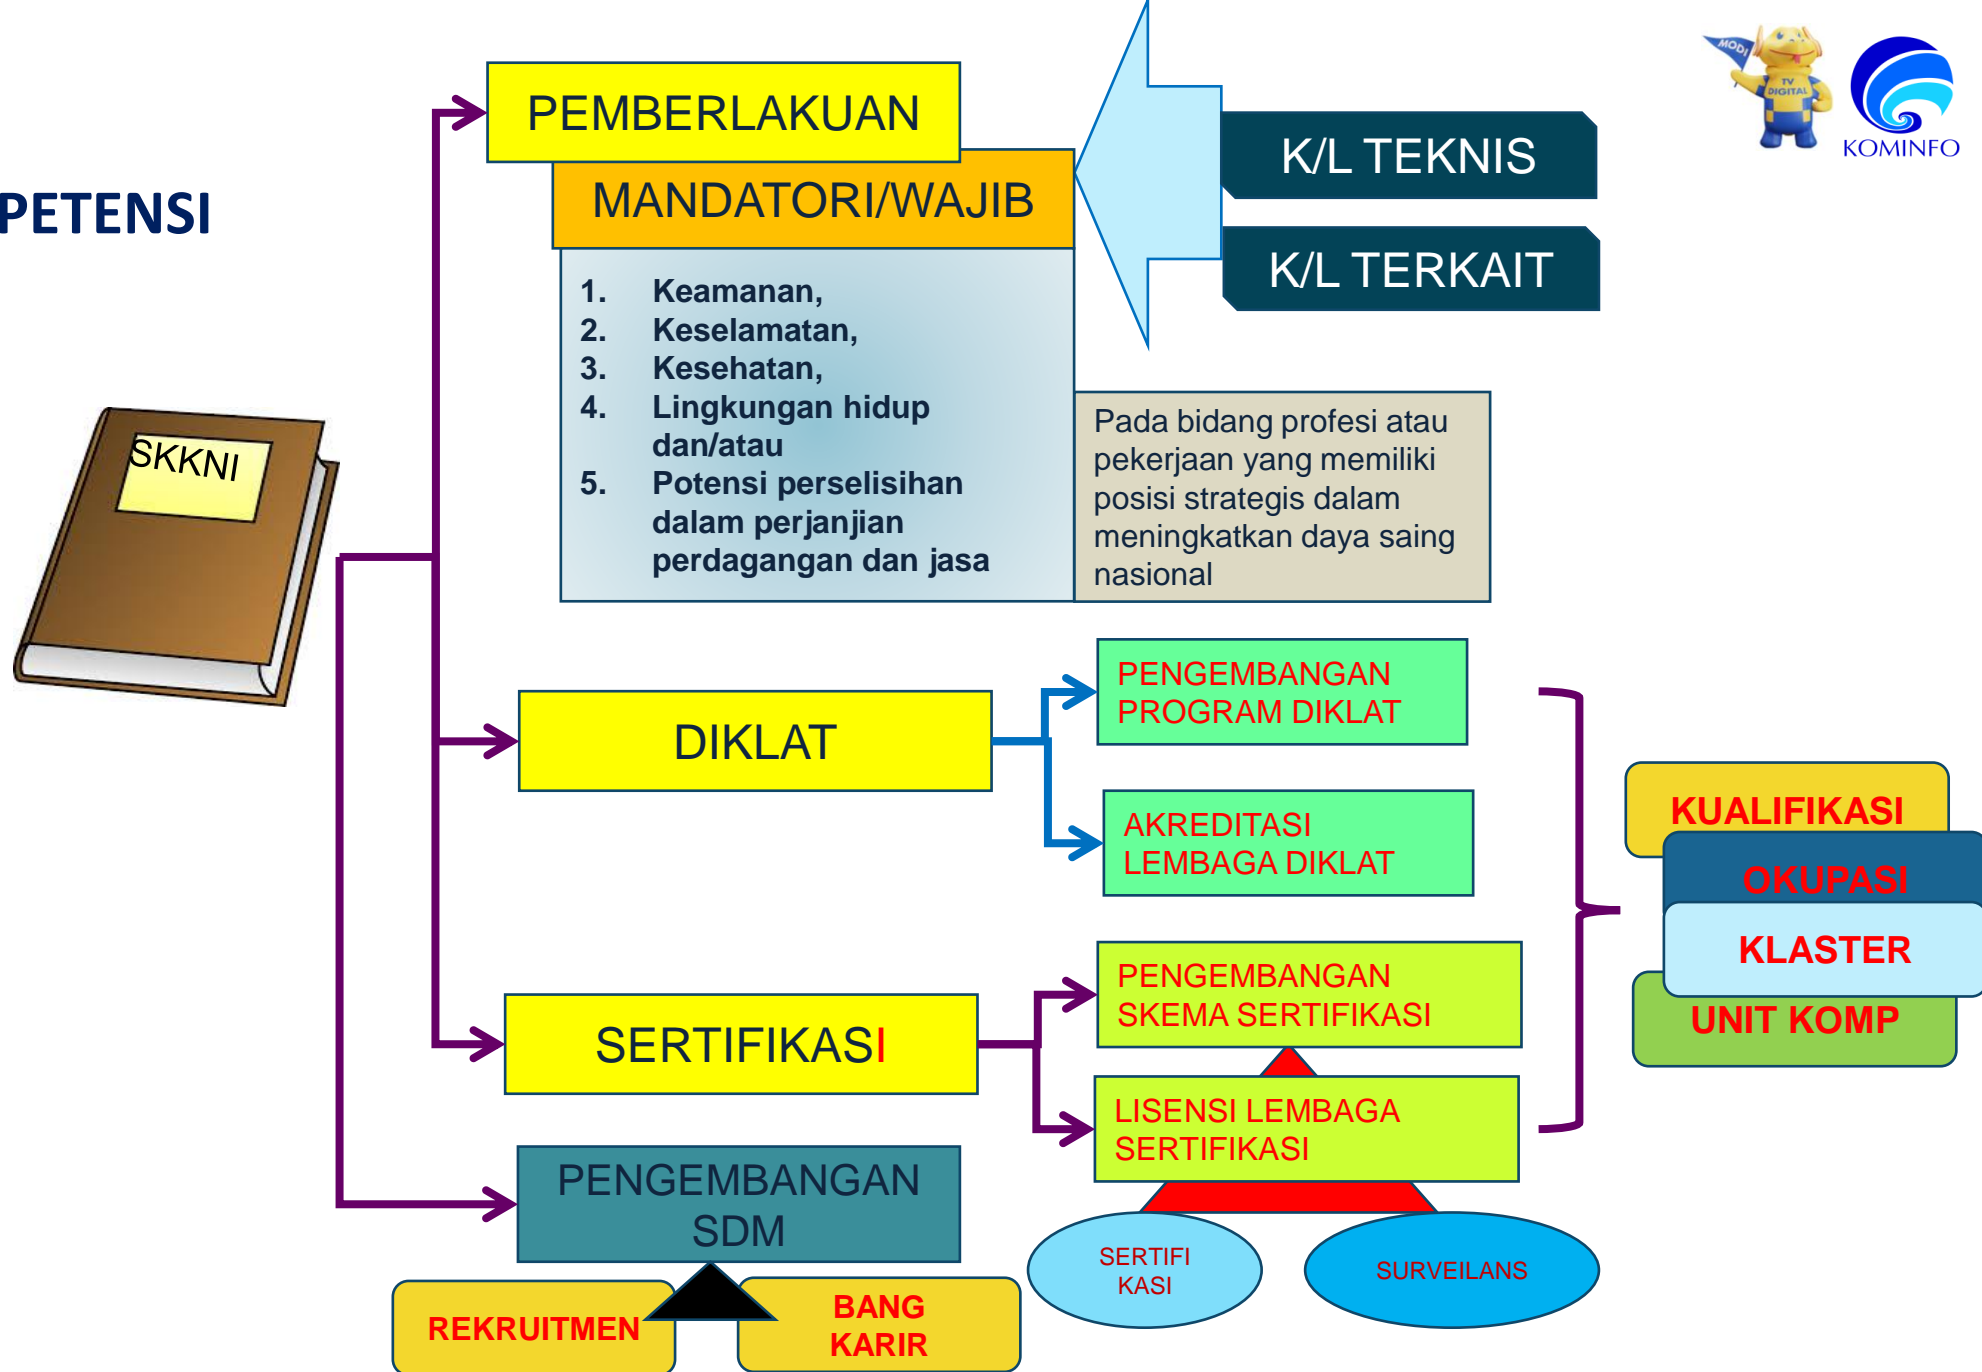 MODI
TV
DIGITAL
KOMINFO
PETENSI
SKKNI
PEMBERLAKUAN
MANDATORI/WAJIB
K/L TEKNIS
K/L TERKAIT
1. Keamanan,
2. Keselamatan,
3. Kesehatan,
4. Lingkungan hidup
dan/atau
5. Potensi perselisihan
dalam perjanjian
perdagangan dan jasa
Pada bidang profesi atau
pekerjaan yang memiliki
posisi strategis dalam
meningkatkan daya saing
nasional
DIKLAT
PENGEMBANGAN
PROGRAM DIKLAT
AKREDITASI
LEMBAGA DIKLAT
SERTIFIKASI
PENGEMBANGAN
SKEMA SERTIFIKASI
LISENSI LEMBAGA
SERTIFIKASI
SERTIFI
KASI
SURVEILANS
KUALIFIKASI
OKUPASI
KLASTER
UNIT KOMP
PENGEMBANGAN
SDM
REKRUITMEN
BANG
KARIR